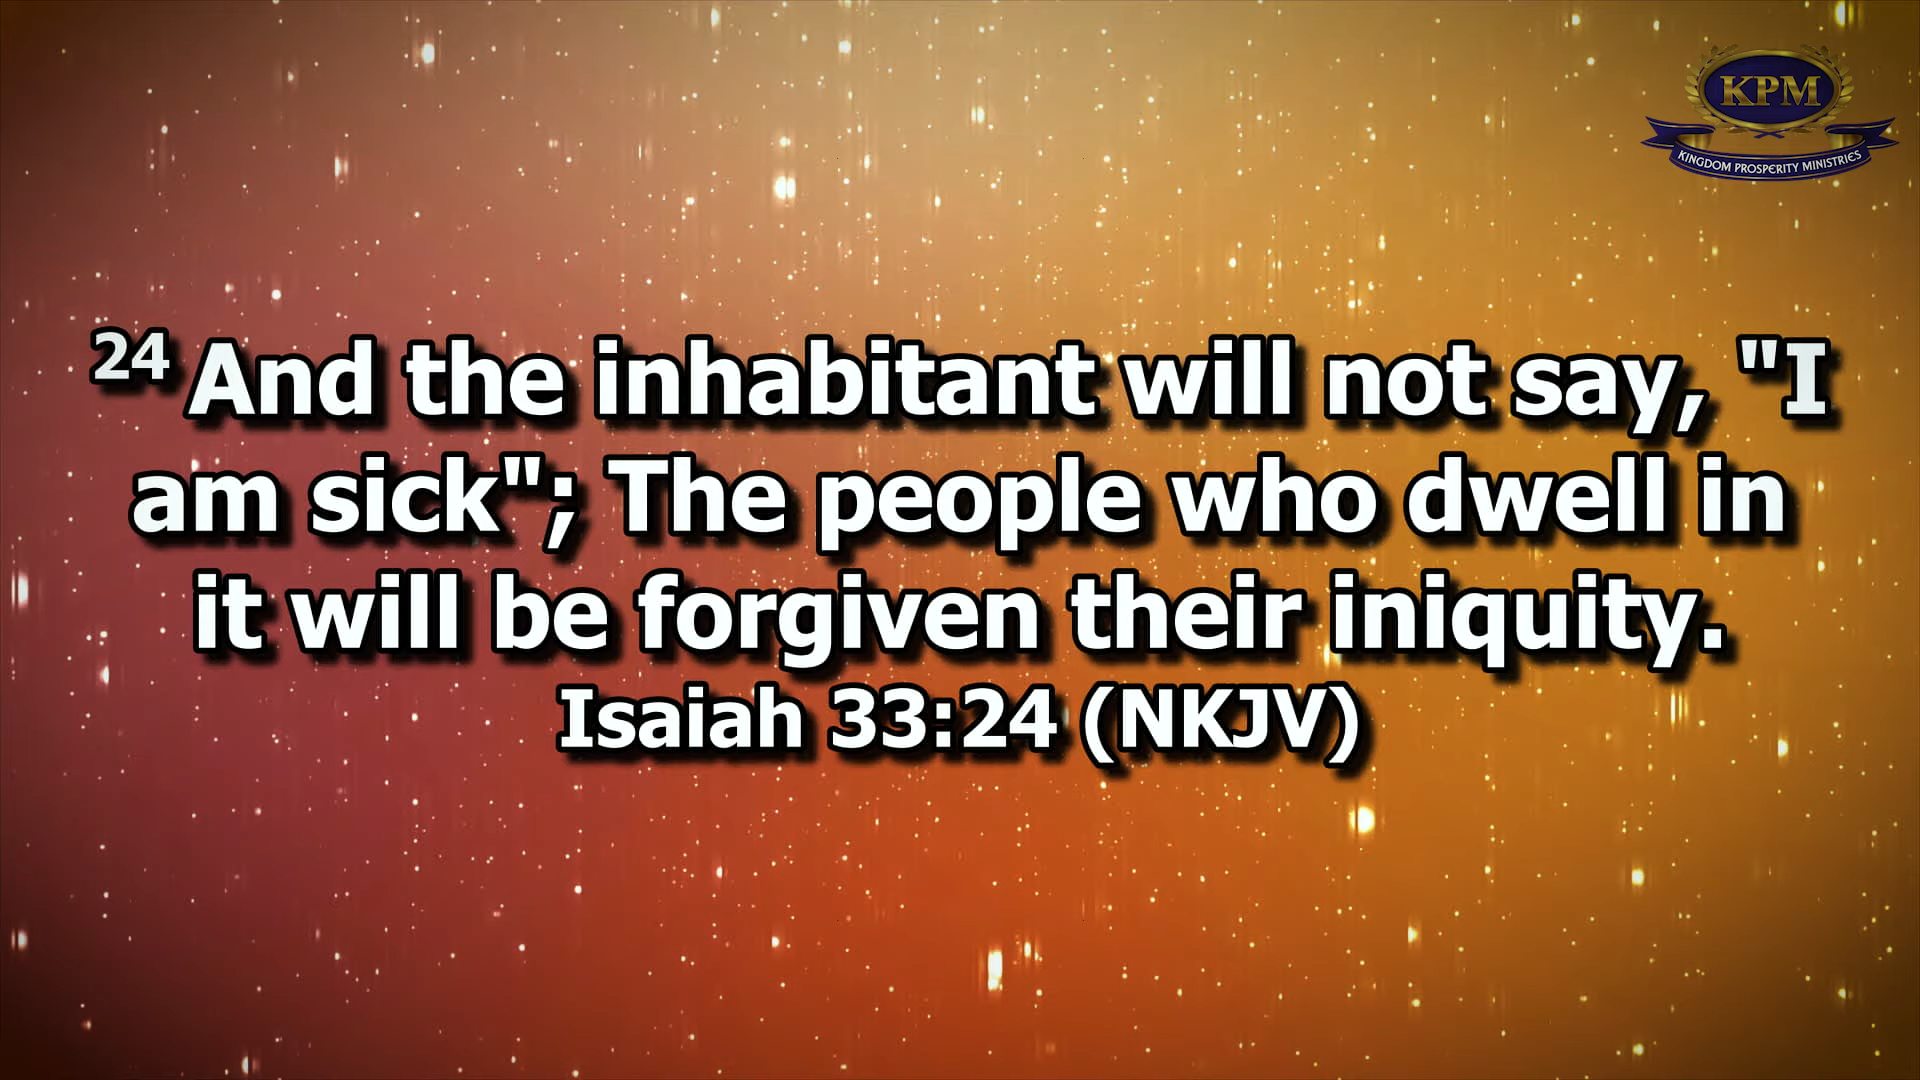 KPM
KINGDOM PROSPERITY MINISTRIES
24 And the inhabitant will not say, "I
am sick"; The people who dwell in
it will be forgiven their iniquity.
Isaiah 33:24 (NKJV)